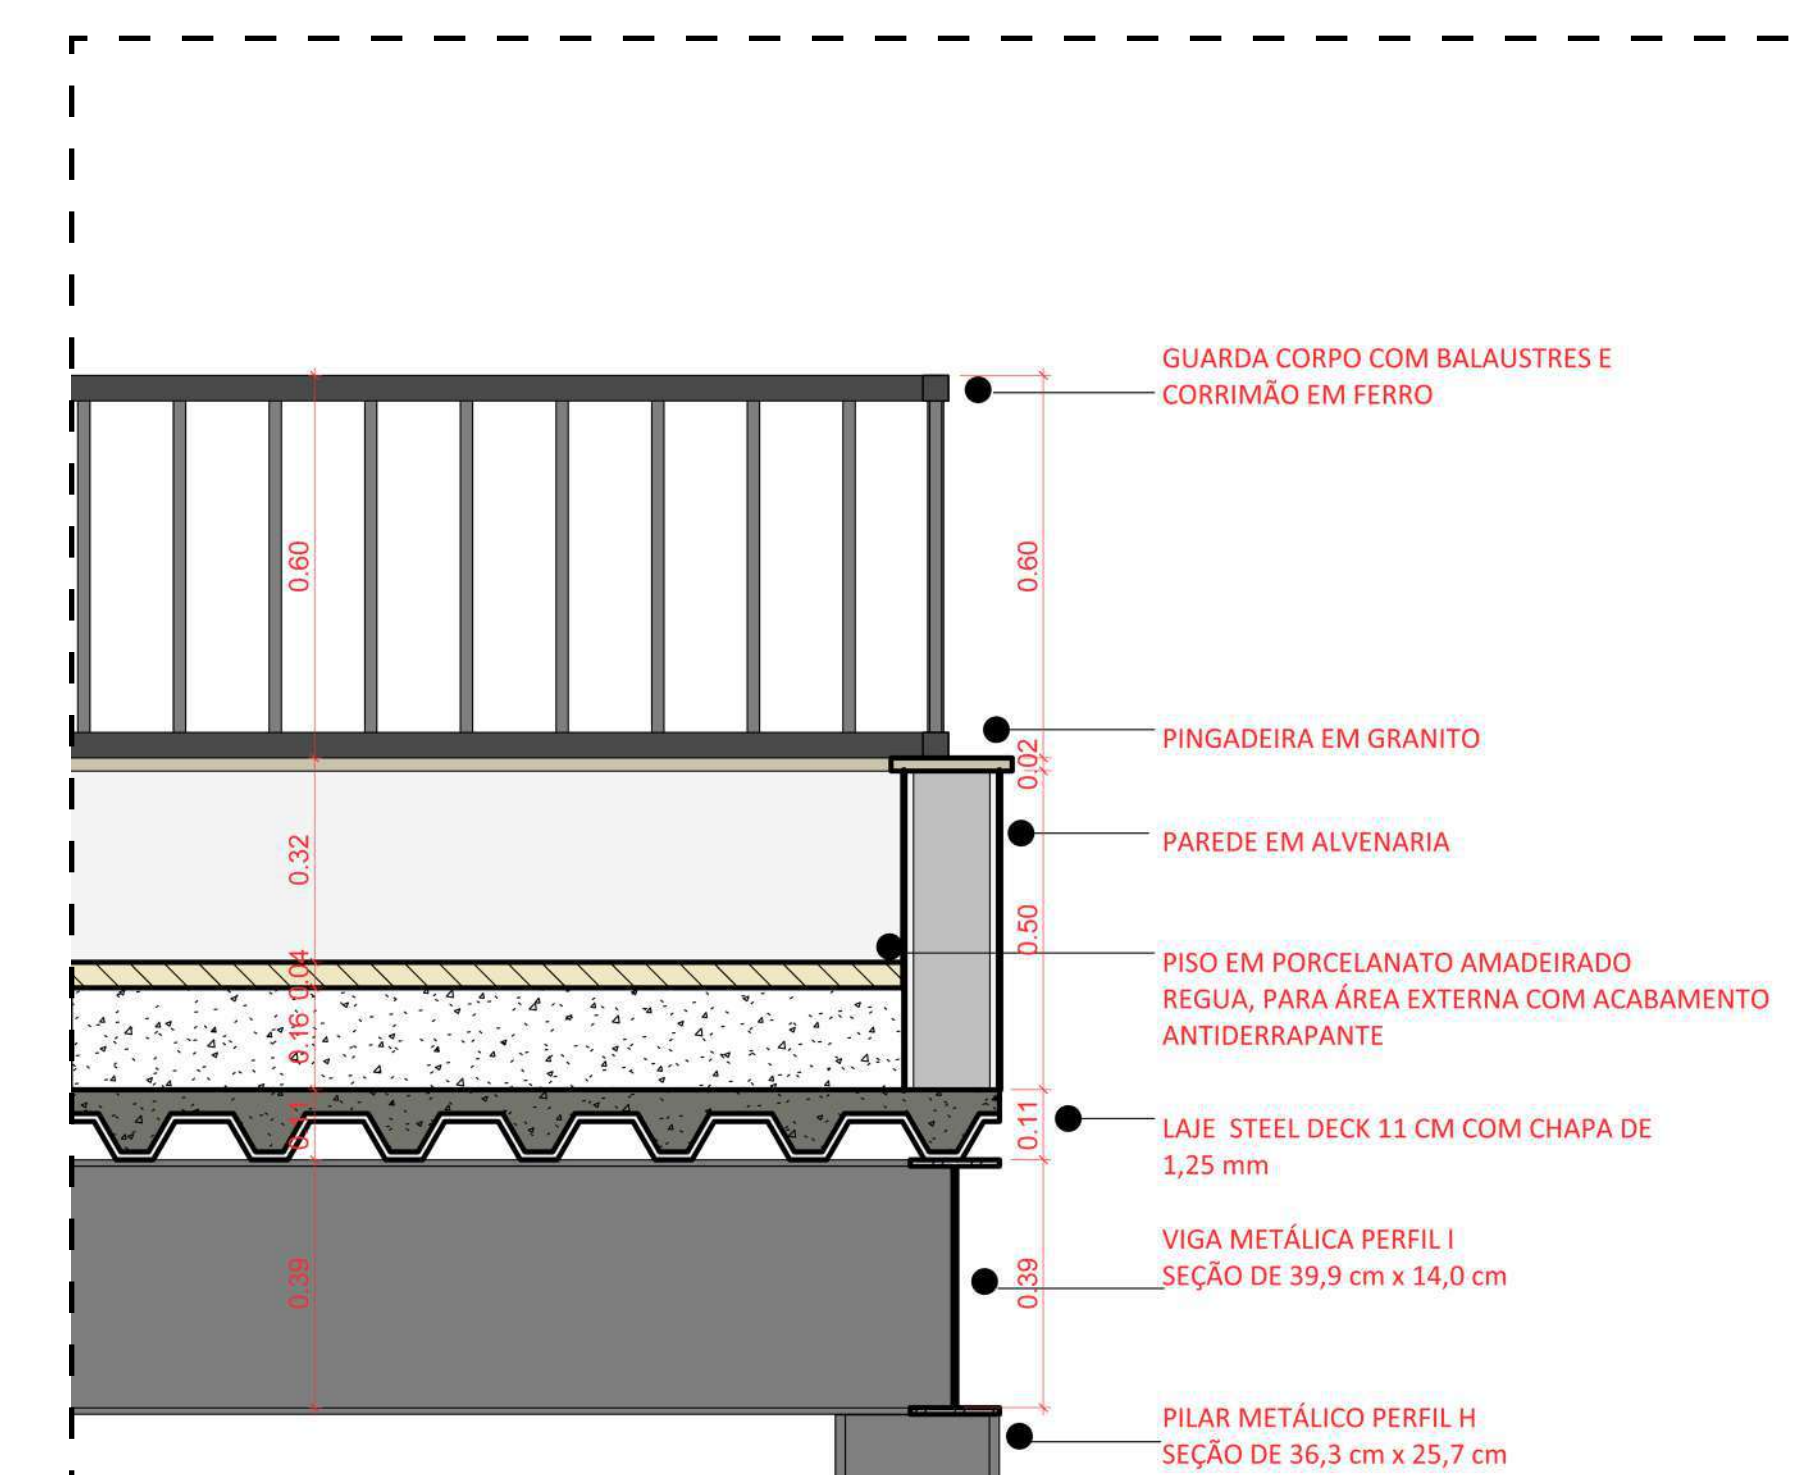 GUARDA CORPO COM BALAUSTRES E
CORRIMÃO EM FERRO
0.60
0.60
PINGADEIRA EM GRANITO
0.02
PAREDE EM ALVENARIA
0.32
0.50
PISO EM PORCELANATO AMADEIRADO
REGUA, PARA ÁREA EXTERNA COM ACABAMENTO
ANTIDERRAPANTE
0.04
0.16
0.11
0.11
LAJE STEEL DECK 11 CM COM CHAPA DE
1,25 mm
VIGA METÁLICA PERFIL I
SEÇÃO DE 39,9 cm x 14,0 cm
0.39
0.39
PILAR METÁLICO PERFIL H
SEÇÃO DE 36,3 cm x 25,7 cm